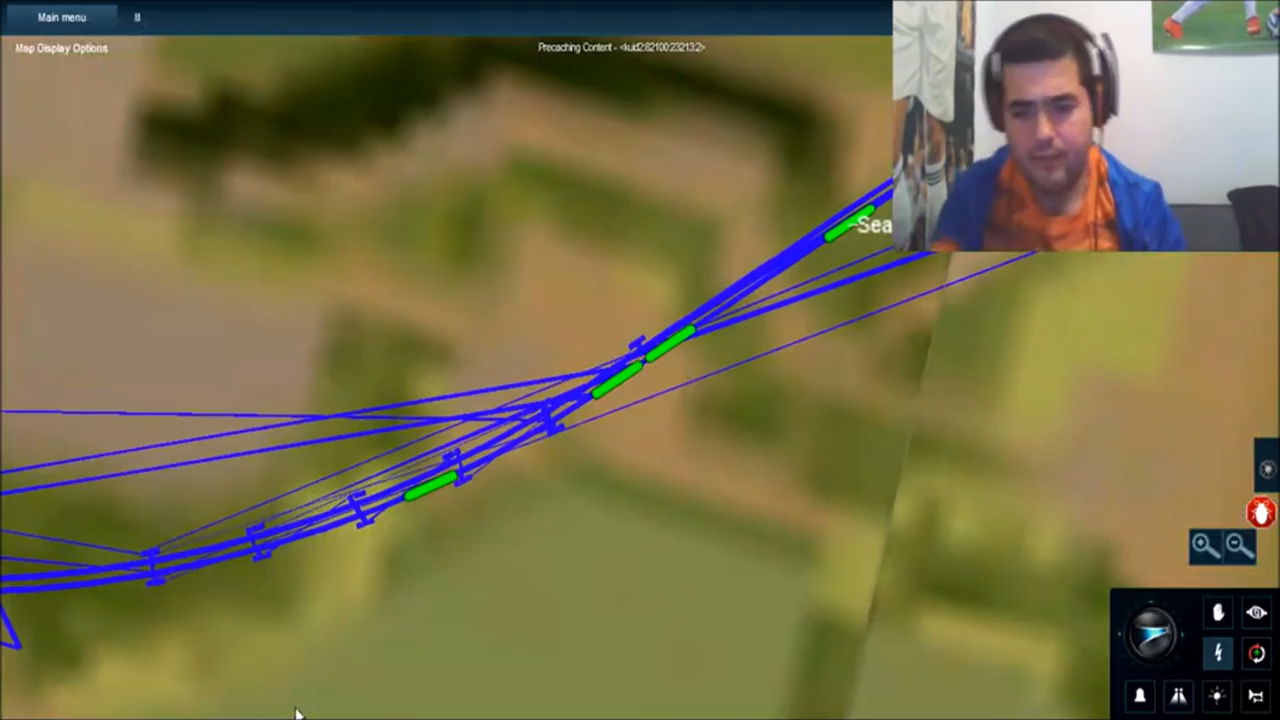 Main menu
Map Display Options
Precaching Content - <kuid2:82100:23213:2>
Sea